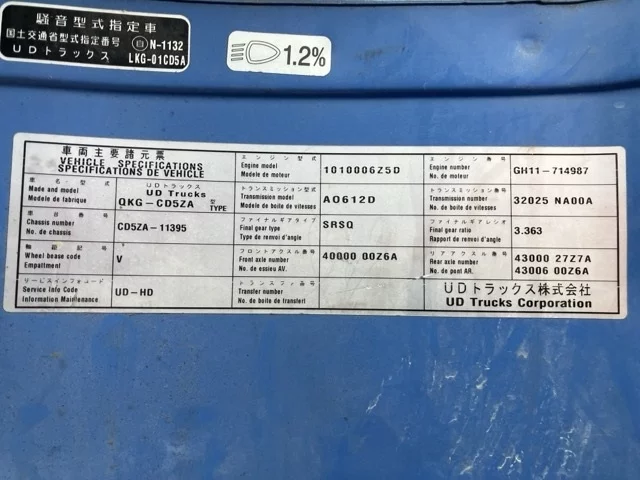 騒音型式指定車
国土交通省型式指定番号 自 N-1132
UDトラックス LKG-01CD5A
1.2%
車両主要諸元票
VEHICLE SPECIFICATIONS
SPECIFICATIONS DE VEHICLE
車名・型式
Made and model
Modele de fabrique
UDトラックス
UD Trucks
QKG-CD5ZA 型 TYPE
車台番号
Chassis number
No. de chassis
CD5ZA-11395
軸距記号
Wheel base code
Empattment
V
サービスインフォコード
Service Info Code
Information Maintenance
UD-HD
エンジン型式
Engine model
Modele de moteur
1010006Z5D
トランスミッション型式
Transmission model
Modele de boite de vitesses
AO612D
ファイナルギアタイプ
Final gear type
Type de renvoi d'angle
SRSQ
フロントアクスル番号
Front axle number
No. de essieu AV.
40000 00Z6A
トランスファ番号
Transfer number
No. de boite de transfert
エンジン番号
Engine number
No. de moteur
GH11-714987
トランスミッション番号
Transmission number
No. de boite de vitesses
32025 NA00A
ファイナルギアレシオ
Final gear ratio
Rapport de renvoi d'angle
3.363
リアアクスル番号
Rear axle number
No. de pont AR.
43000 27Z7A
43006 00Z6A
UDトラックス株式会社
UD Trucks Corporation